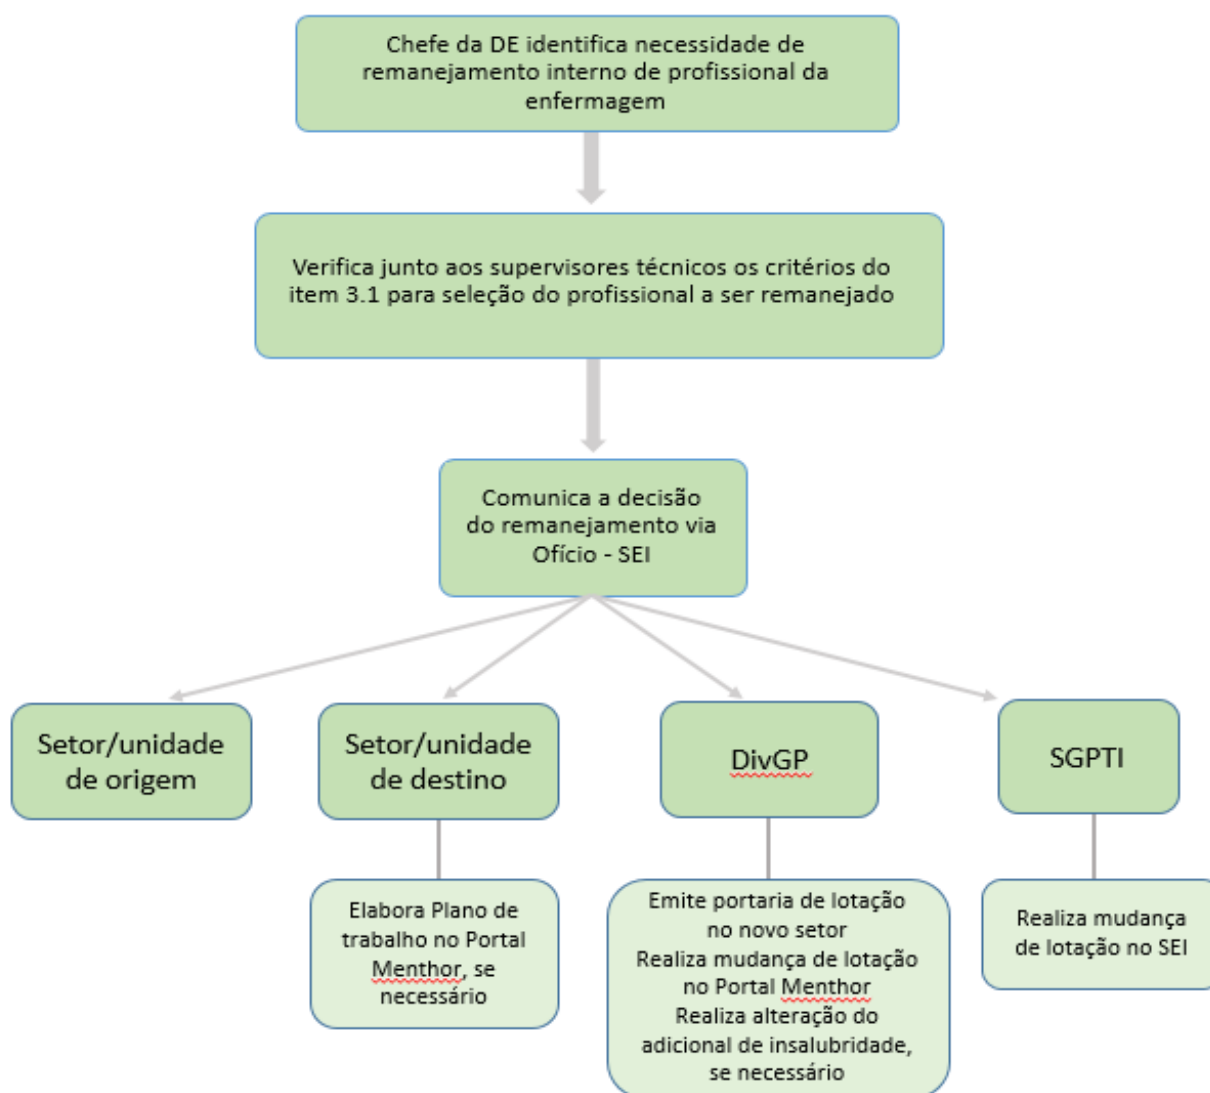 Chefe da DE identifica necessidade de
remanejamento interno de profissional da
enfermagem
Verifica junto aos supervisores técnicos os critérios do
item 3.1 para seleção do profissional a ser remanejado
Comunica a decisão
do remanejamento via
Ofício - SEI
Setor/unidade
de origem
Setor/unidade
de destino
DivGP
SGPTI
Elabora Plano de
trabalho no Portal
Menthor, se
necessário
Emite portaria de lotação
no novo setor
Realiza mudança de lotação
no Portal Menthor
Realiza alteração do
adicional de insalubridade,
se necessário
Realiza mudança
de lotação no SEI